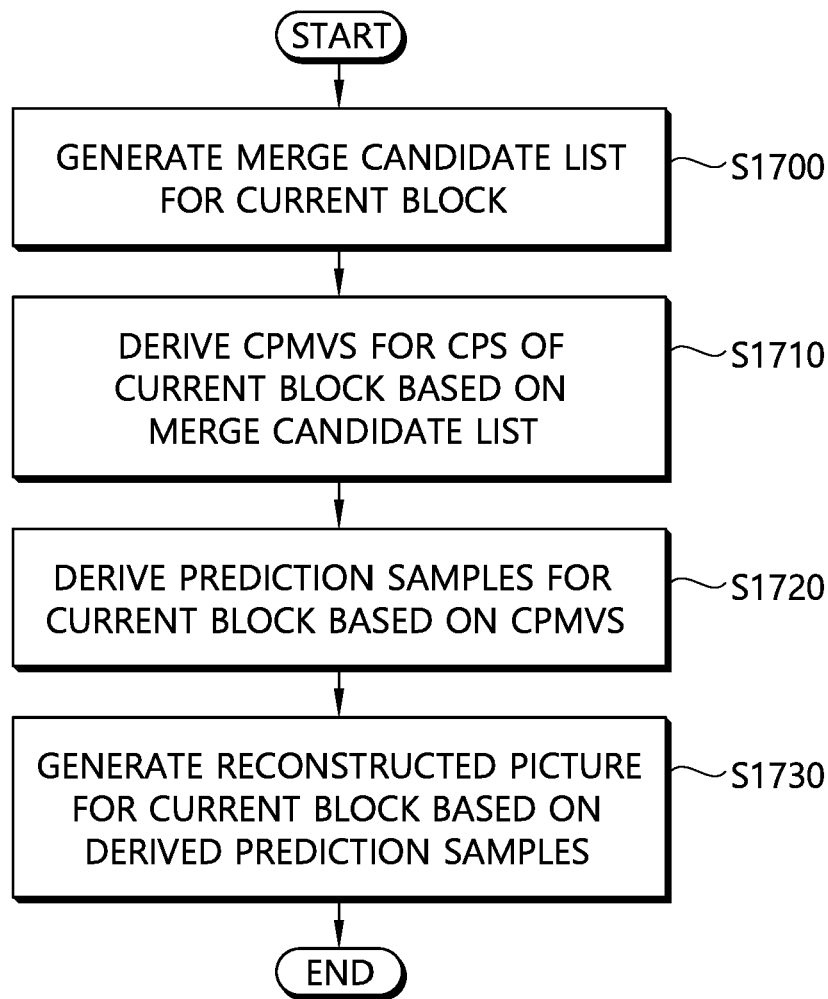 START
GENERATE MERGE CANDIDATE LIST
FOR CURRENT BLOCK
S1700
DERIVE CPMVS FOR CPS OF
CURRENT BLOCK BASED ON
MERGE CANDIDATE LIST
S1710
DERIVE PREDICTION SAMPLES FOR
CURRENT BLOCK BASED ON CPMVS
S1720
GENERATE RECONSTRUCTED PICTURE
FOR CURRENT BLOCK BASED ON
DERIVED PREDICTION SAMPLES
S1730
END